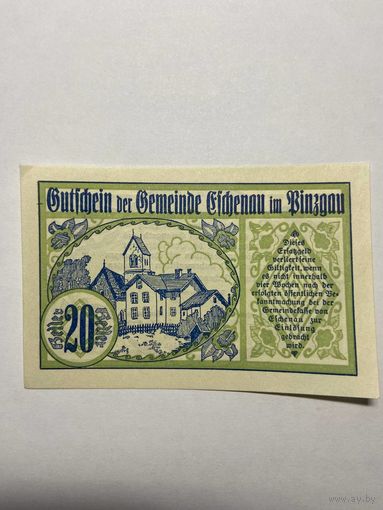 Gutschein der Gemeinde Eschenau im Pinzgau
Dieses
Ersatzgeld
verliert seine
Giltigkeit, wenn
es nicht innerhalb
vier Wochen nach der
erfolgten öffentlichen Be-
kanntmachung bei der
Gemeindekasse von
Eschenau zur
Einlösung
gebracht
wird.
Heller 20 Heller
www.ay.by